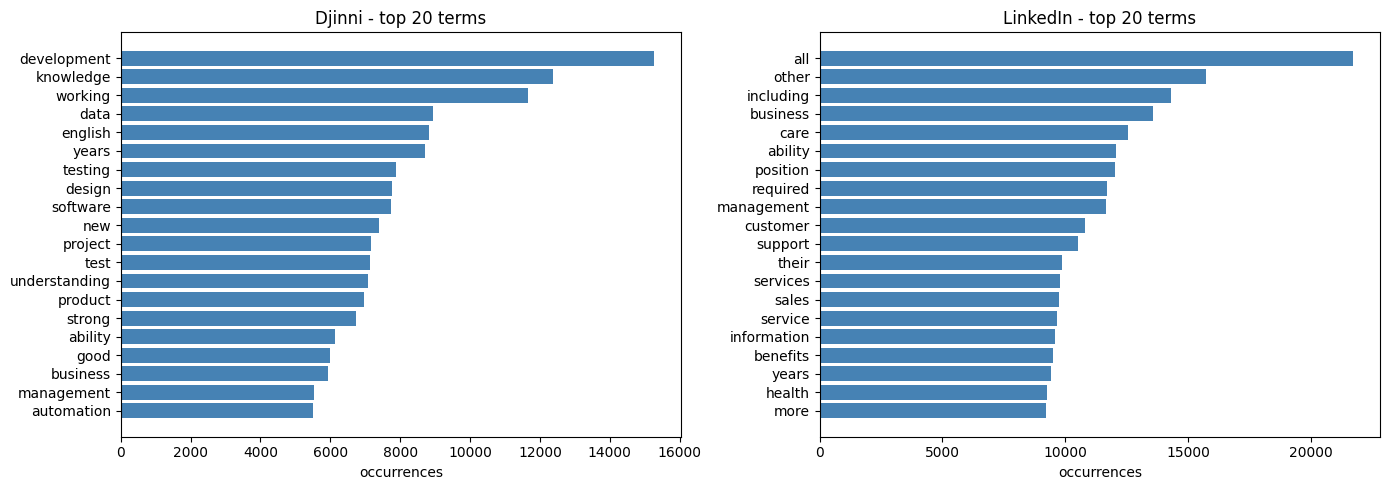 Djinni - top 20 terms
development
knowledge
working
data
english
years
testing
design
software
new
project
test
understanding
product
strong
ability
good
business
management
automation
0 2000 4000 6000 8000 10000 12000 14000 16000
occurrences
LinkedIn - top 20 terms
all
other
including
business
care
ability
position
required
management
customer
support
their
services
sales
service
information
benefits
years
health
more
0 5000 10000 15000 20000
occurrences